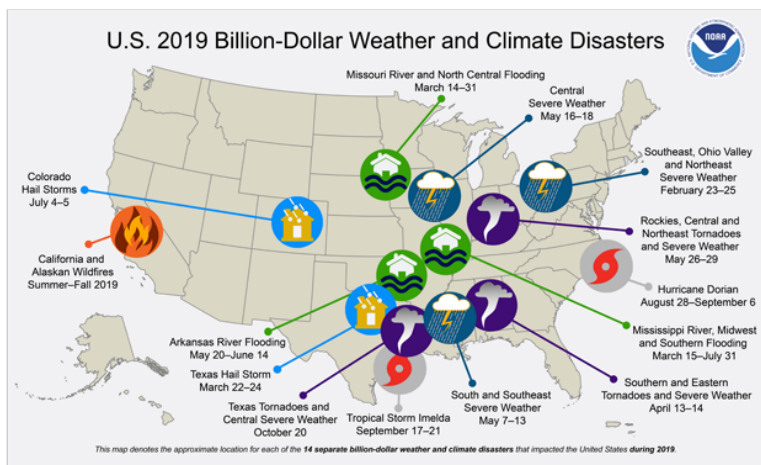 U.S. 2019 Billion-Dollar Weather and Climate Disasters
NOAA
Missouri River and North Central Flooding
March 14–31
Central
Severe Weather
May 16–18
Southeast, Ohio Valley
and Northeast
Severe Weather
February 23–25
Colorado
Hail Storms
July 4–5
Rockies, Central and
Northeast Tornadoes
and Severe Weather
May 26–29
California and
Alaskan Wildfires
Summer–Fall 2019
Hurricane Dorian
August 28–September 6
Arkansas River Flooding
May 20–June 14
Mississippi River, Midwest
and Southern Flooding
March 15–July 31
Texas Hail Storm
March 22–24
Southern and Eastern
Tornadoes and Severe Weather
April 13–14
Texas Tornadoes and
Central Severe Weather
October 20
Tropical Storm Imelda
September 17–21
South and Southeast
Severe Weather
May 7–13
This map denotes the approximate location for each of the 14 separate billion-dollar weather and climate disasters that impacted the United States during 2019.